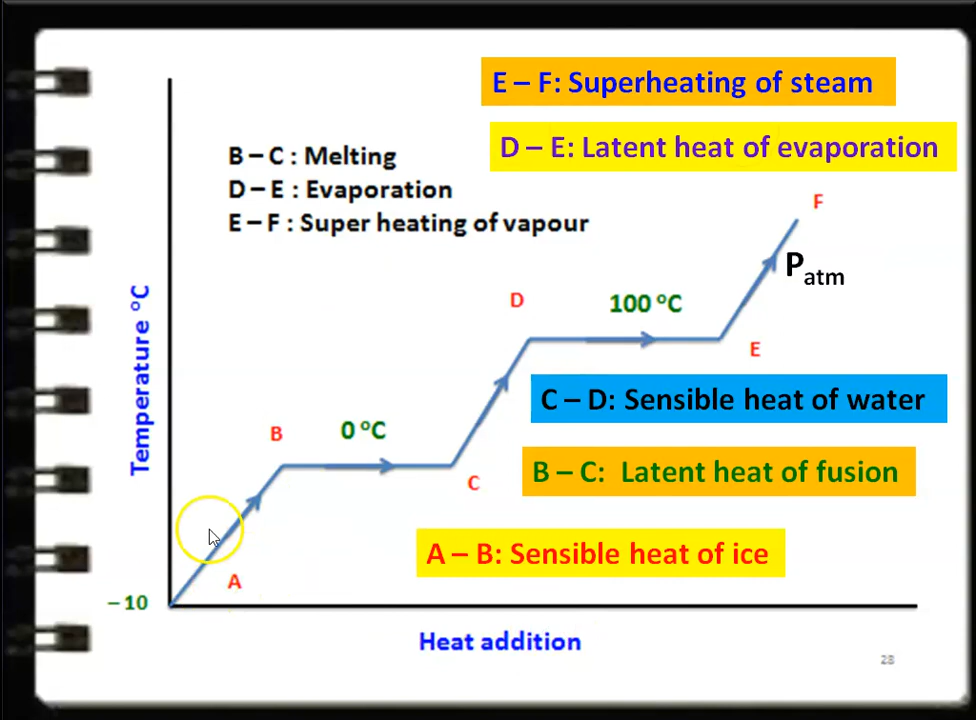 E – F: Superheating of steam
D – E: Latent heat of evaporation
B – C : Melting
D – E : Evaporation
E – F : Super heating of vapour
F
P atm
D
100 °C
E
Temperature °C
C – D: Sensible heat of water
B
0 °C
C
B – C: Latent heat of fusion
A – B: Sensible heat of ice
A
– 10
Heat addition
28